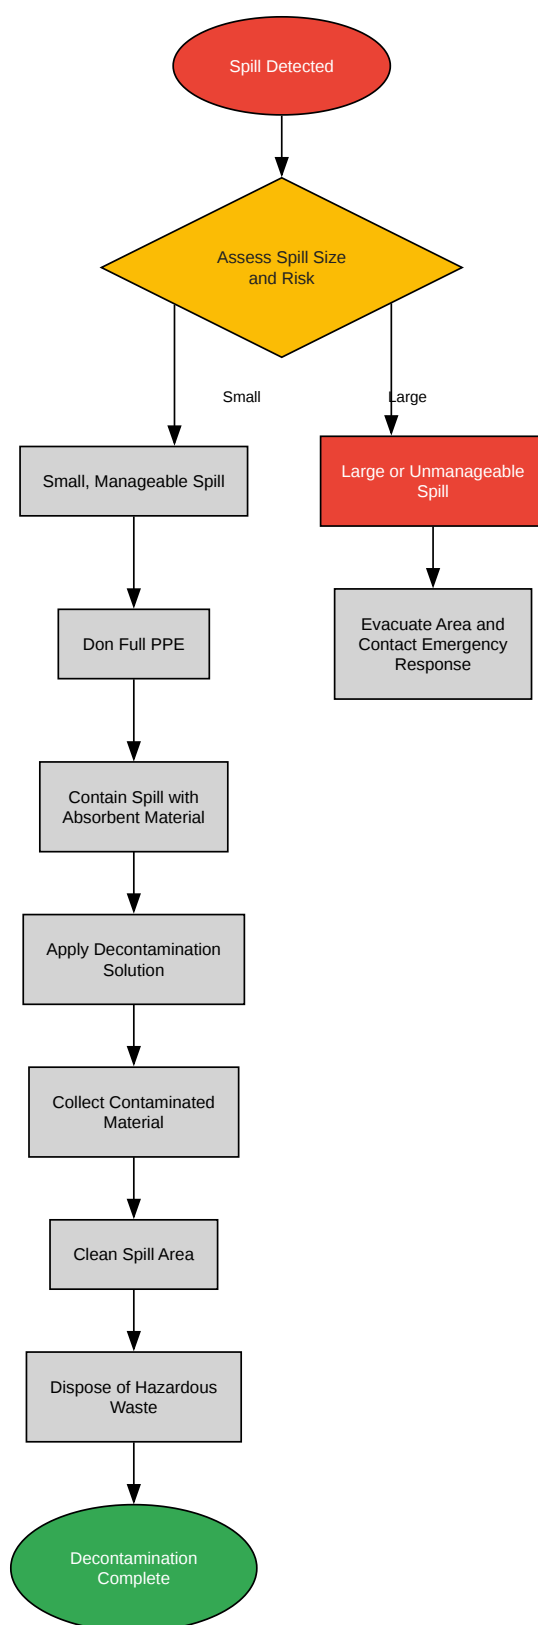 Spill Detected
Assess Spill Size
and Risk
Small
Large
Small, Manageable Spill
Large or Unmanageable
Spill
Don Full PPE
Evacuate Area and
Contact Emergency
Response
Contain Spill with
Absorbent Material
Apply Decontamination
Solution
Collect Contaminated
Material
Clean Spill Area
Dispose of Hazardous
Waste
Decontamination
Complete